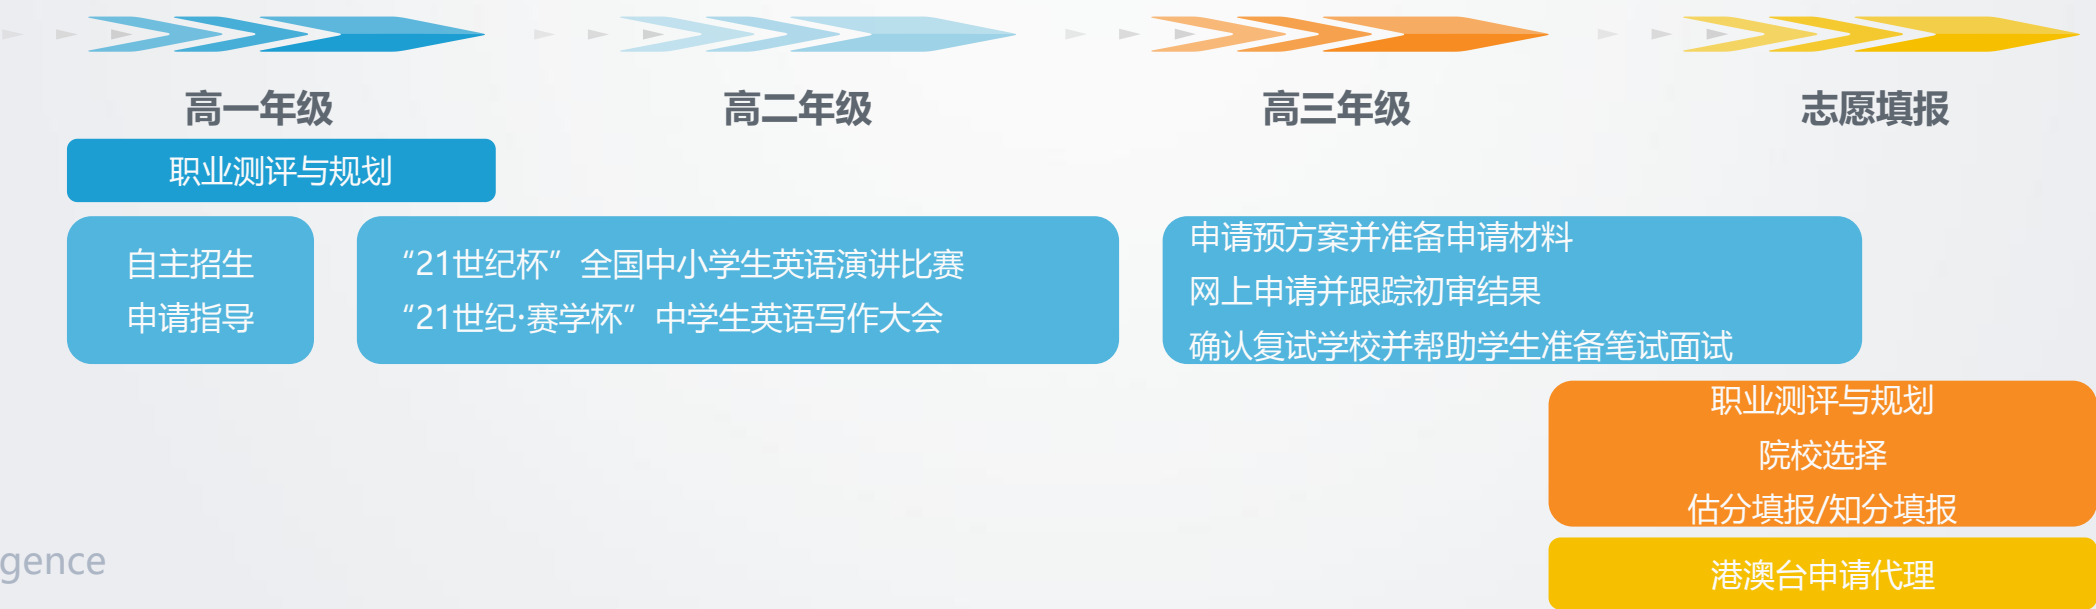 高一年级
高二年级
高三年级
志愿填报
职业测评与规划
自主招生
申请指导
“21世纪杯”全国中小学生英语演讲比赛
“21世纪·赛学杯”中学生英语写作大会
申请预方案并准备申请材料
网上申请并跟踪初审结果
确认复试学校并帮助学生准备笔试面试
职业测评与规划
院校选择
估分填报/知分填报
港澳台申请代理
gence